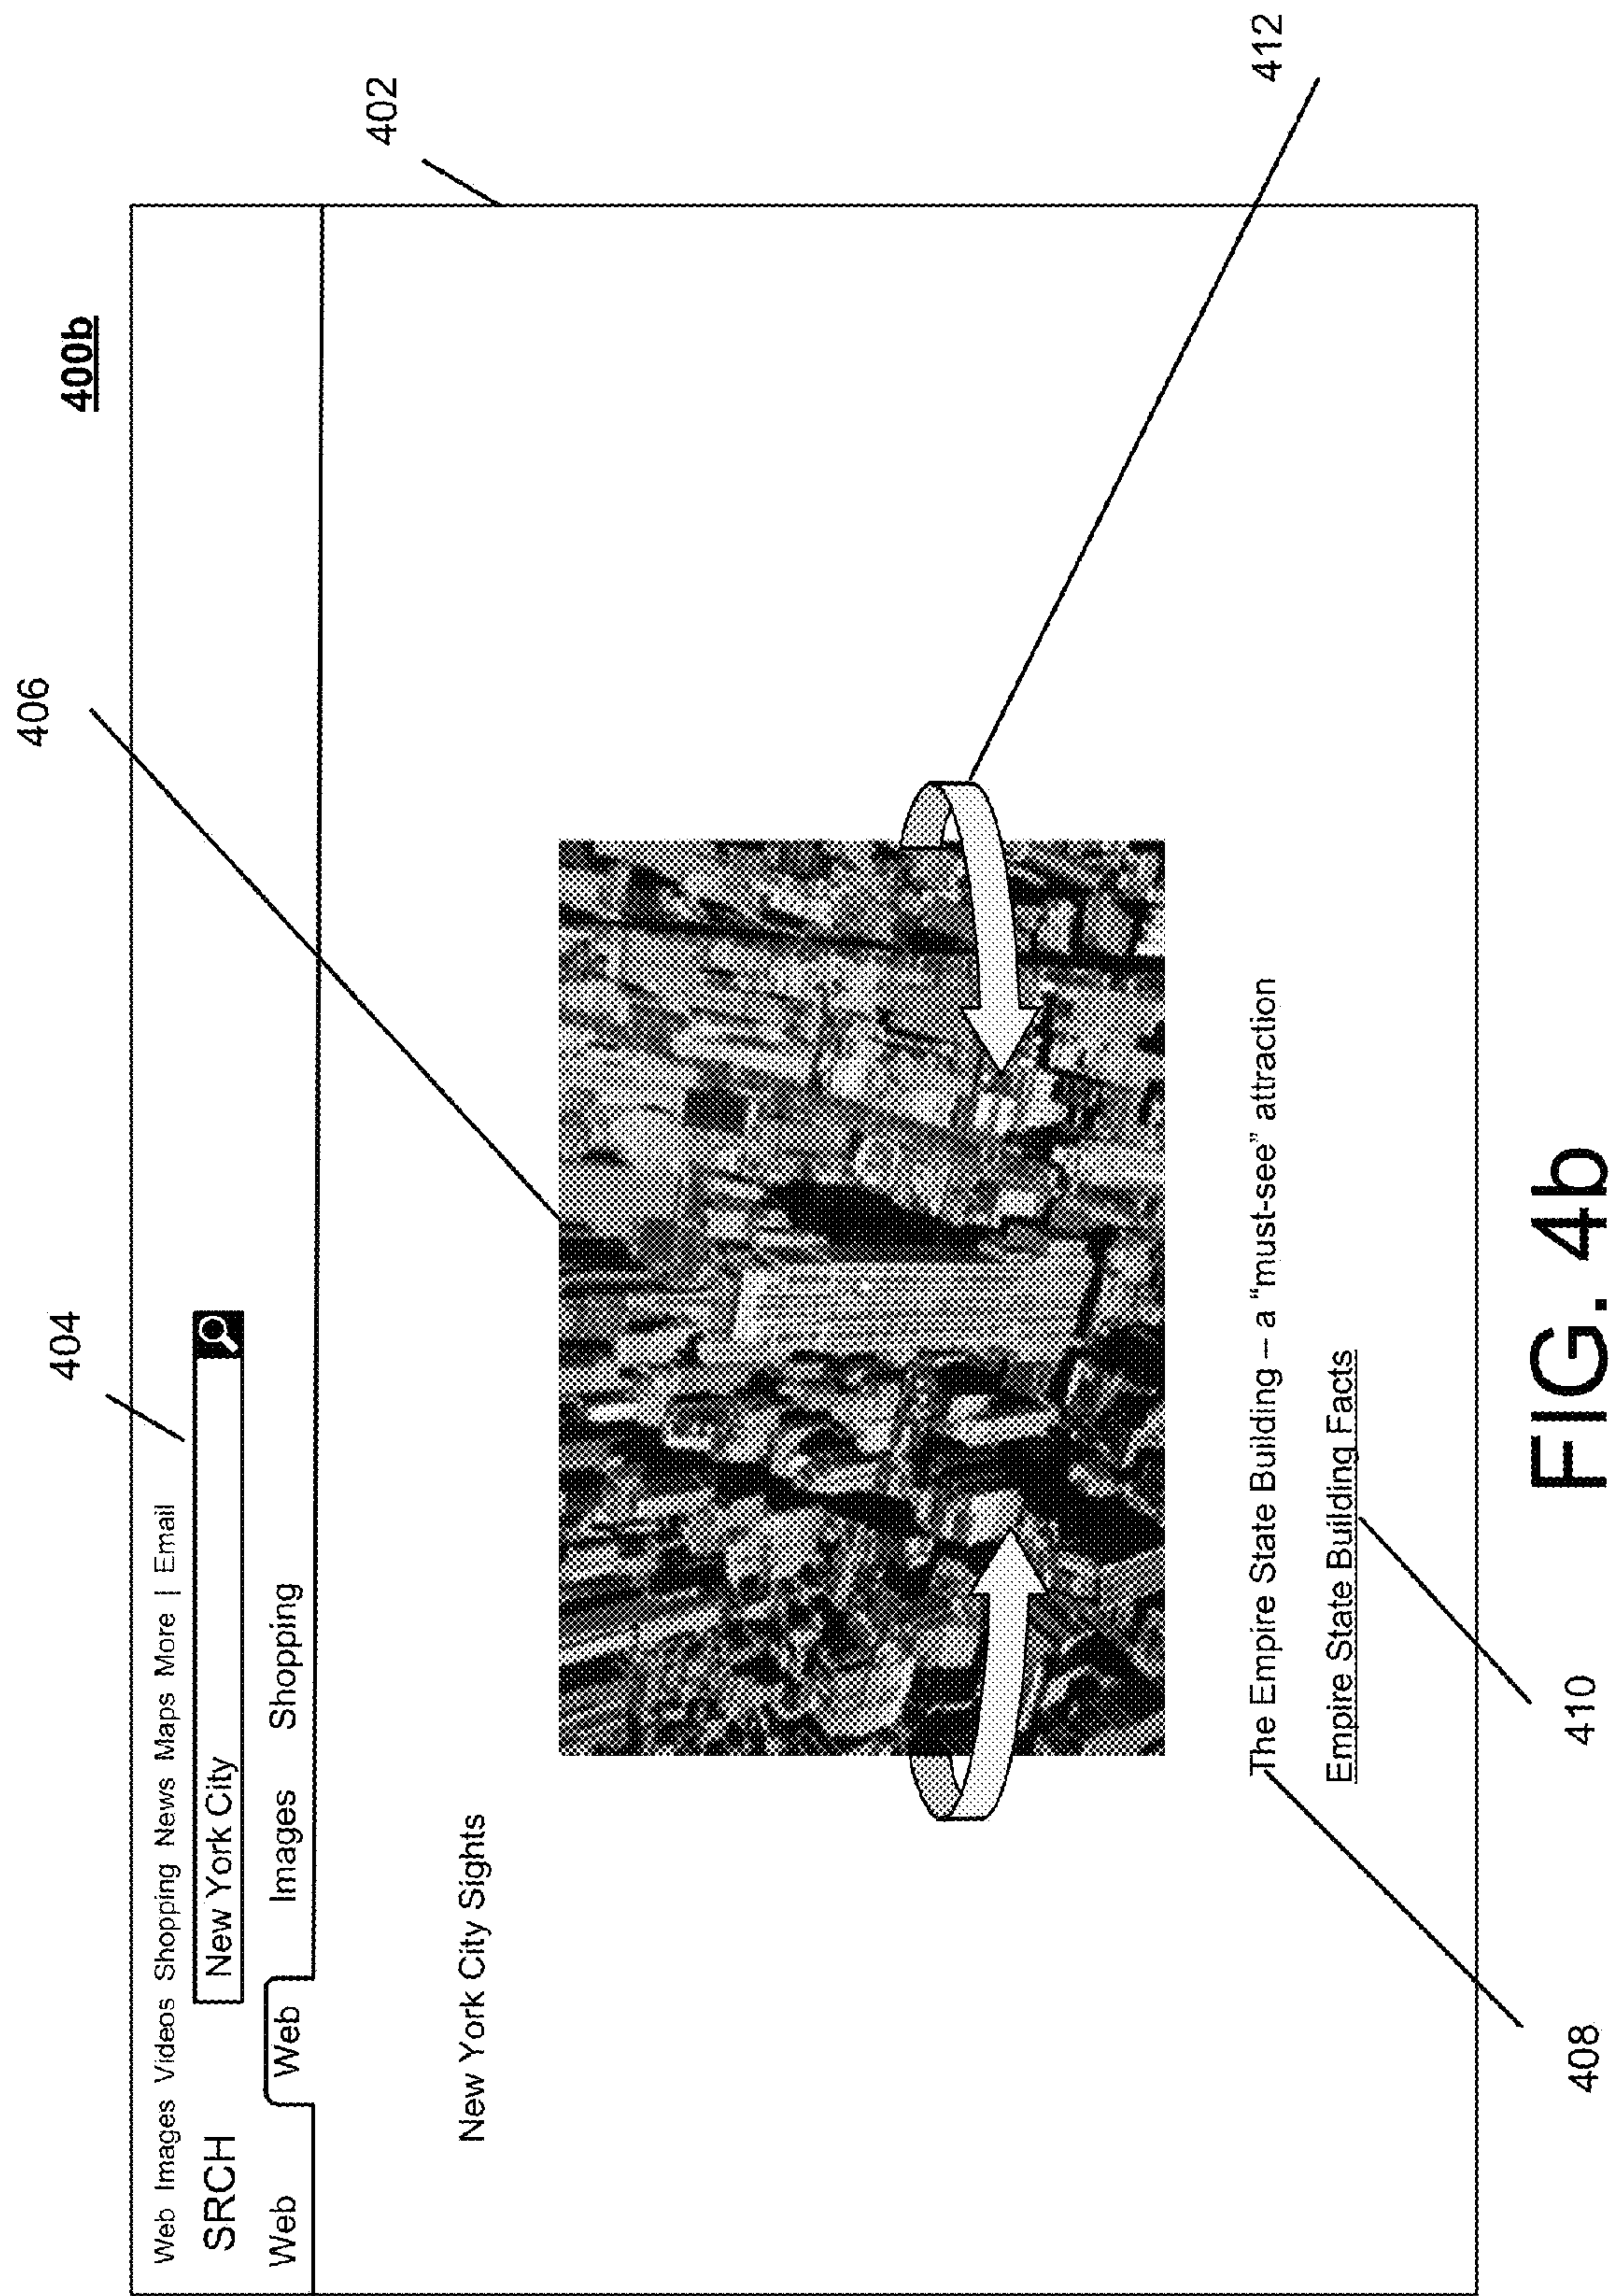 400b
406
404
402
Web Images Videos Shopping News Maps More | Email
SRCH New York City
Web Web Images Shopping
New York City Sights
The Empire State Building – a “must-see” attraction
Empire State Building Facts
408
410
412
FIG. 4b